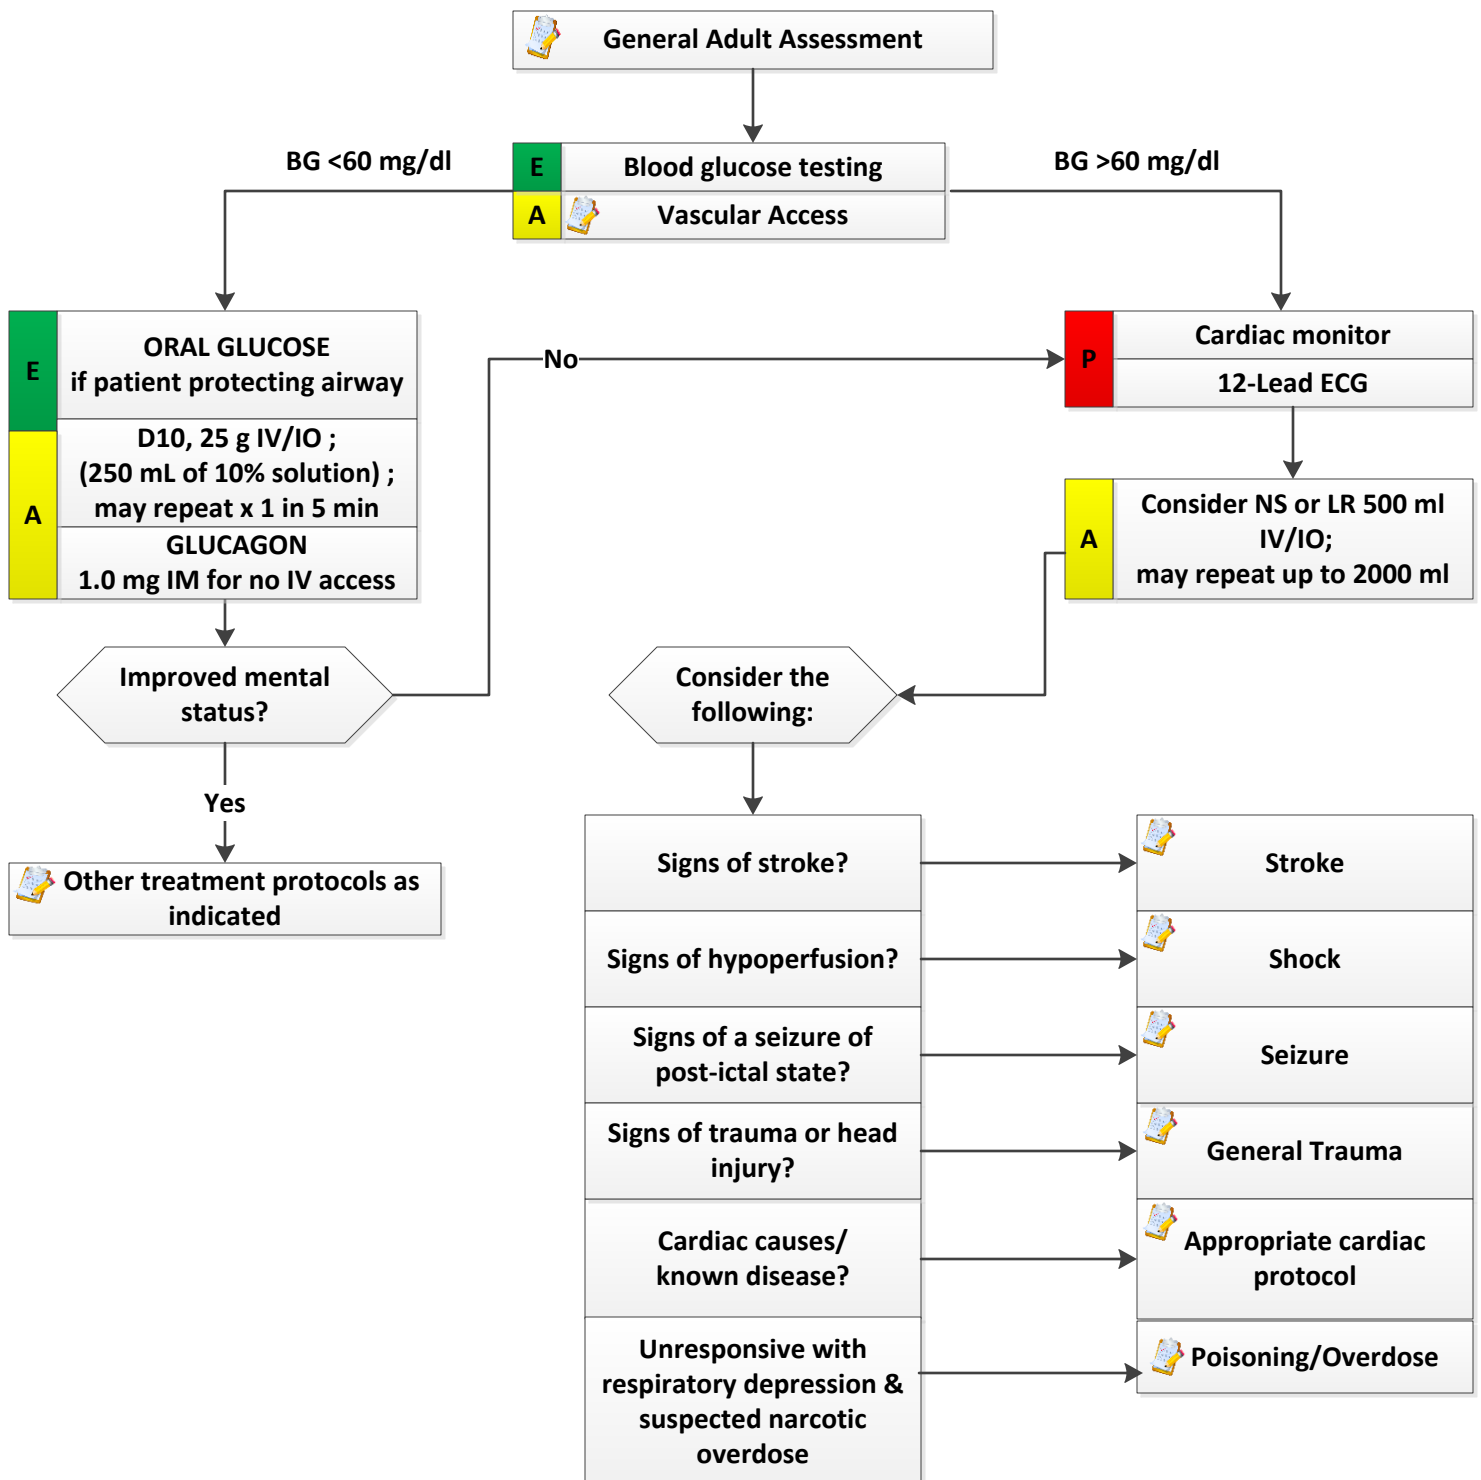 General Adult Assessment
BG <60 mg/dl
E
Blood glucose testing
BG >60 mg/dl
A
Vascular Access
E
ORAL GLUCOSE
if patient protecting airway
A
D10, 25 g IV/IO ;
(250 mL of 10% solution) ;
may repeat x 1 in 5 min
GLUCAGON
1.0 mg IM for no IV access
No
P
Cardiac monitor
12-Lead ECG
A
Consider NS or LR 500 ml
IV/IO;
may repeat up to 2000 ml
Improved mental
status?
Yes
Other treatment protocols as
indicated
Consider the
following:
Signs of stroke?
Stroke
Signs of hypoperfusion?
Shock
Signs of a seizure of
post-ictal state?
Seizure
Signs of trauma or head
injury?
General Trauma
Cardiac causes/
known disease?
Appropriate cardiac
protocol
Unresponsive with
respiratory depression &
suspected narcotic
overdose
Poisoning/Overdose